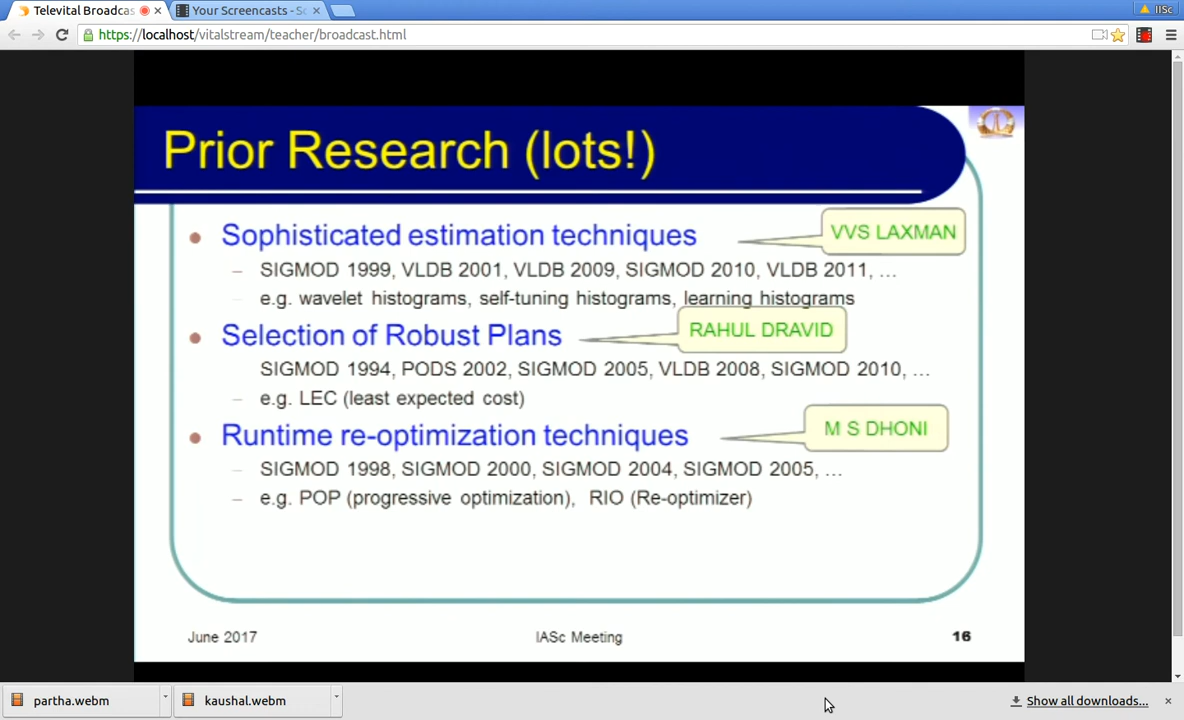 Televital Broadcas
Your Screencasts - Sc
IISc
https://localhost/vitalstream/teacher/broadcast.html
Prior Research (lots!)
Sophisticated estimation techniques
VVS LAXMAN
– SIGMOD 1999, VLDB 2001, VLDB 2009, SIGMOD 2010, VLDB 2011, …
e.g. wavelet histograms, self-tuning histograms, learning histograms
Selection of Robust Plans
RAHUL DRAVID
SIGMOD 1994, PODS 2002, SIGMOD 2005, VLDB 2008, SIGMOD 2010, …
– e.g. LEC (least expected cost)
Runtime re-optimization techniques
M S DHONI
– SIGMOD 1998, SIGMOD 2000, SIGMOD 2004, SIGMOD 2005, …
– e.g. POP (progressive optimization), RIO (Re-optimizer)
June 2017 IASc Meeting 16
partha.webm kaushal.webm Show all downloads...